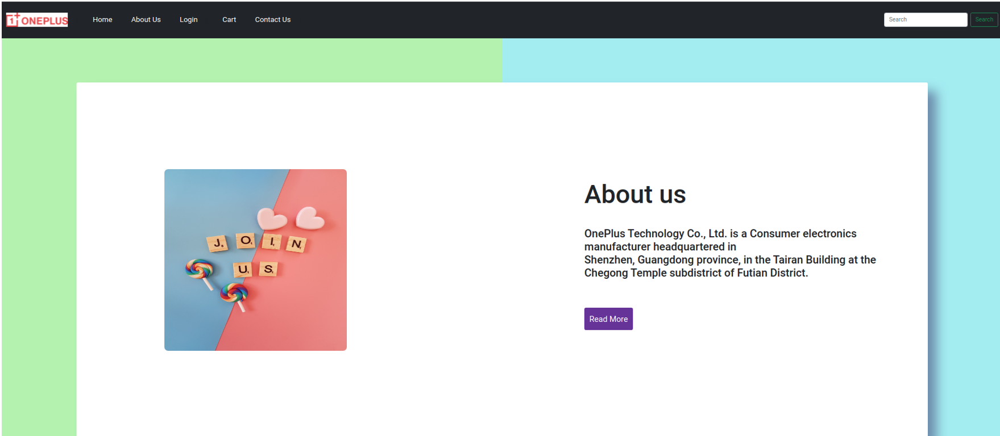 1+ ONEPLUS
Home About Us Login Cart Contact Us
Search Search
JOIN
US
About us
OnePlus Technology Co., Ltd. is a Consumer electronics
manufacturer headquartered in
Shenzhen, Guangdong province, in the Tairan Building at the
Chegong Temple subdistrict of Futian District.
Read More